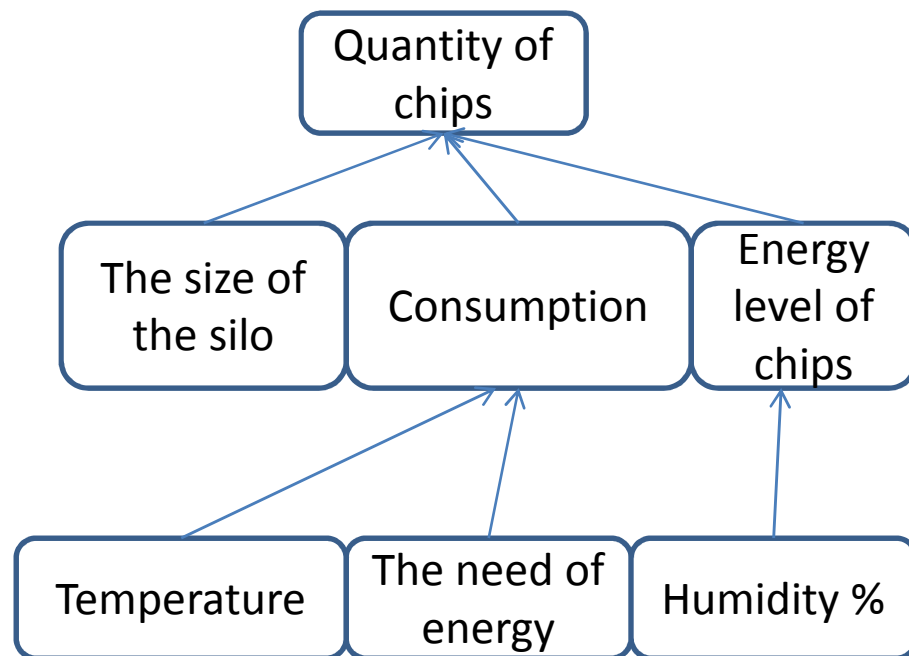 Quantity of
chips
The size of
the silo
Consumption
Energy
level of
chips
Temperature
The need of
energy
Humidity %